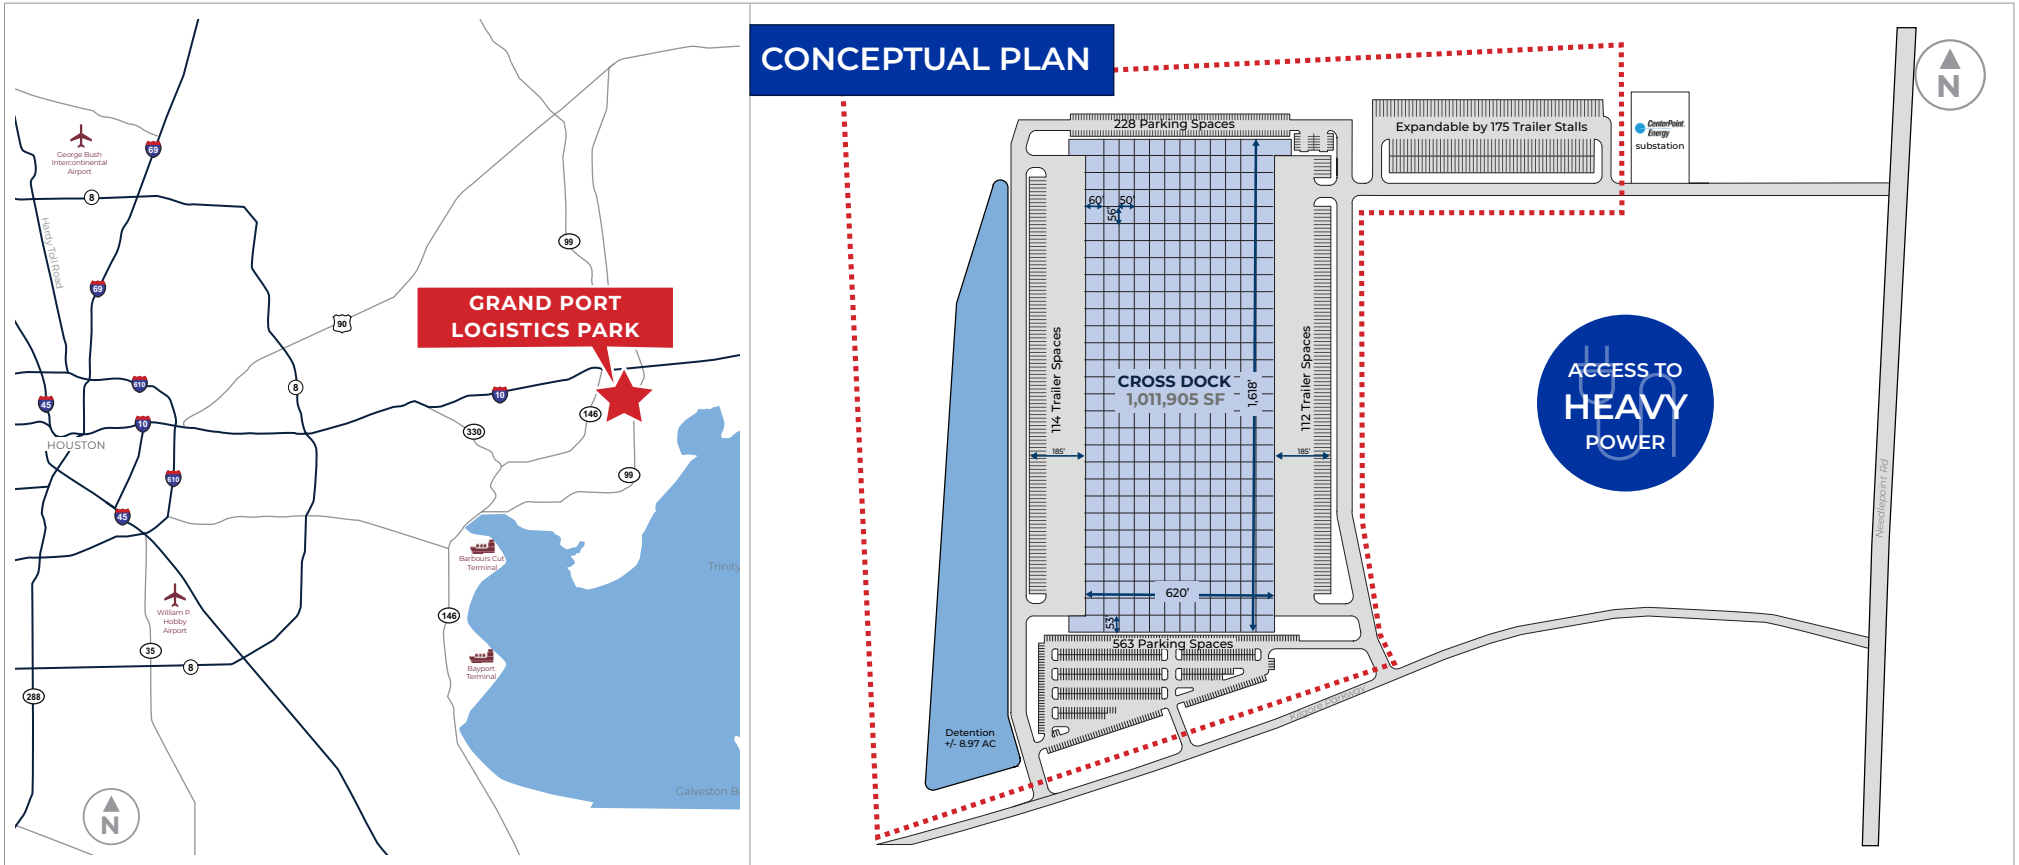 George Bush
Intercontinental
Airport
69
8
Hardy Toll Road
69
99
90
GRAND PORT
LOGISTICS PARK
610
8
45
10
10
146
330
HOUSTON
99
610
45
Barbours Cut
Terminal
Trinity
William P.
Hobby
Airport
146
35
8
Bayport
Terminal
288
Galveston B
N
CONCEPTUAL PLAN
N
228 Parking Spaces
Expandable by 175 Trailer Stalls
CenterPoint.
Energy
substation
60'
50'
56'
114 Trailer Spaces
CROSS DOCK
1,011,905 SF
1,618'
112 Trailer Spaces
185'
185'
ACCESS TO
HEAVY
POWER
Needlepoint Rd
620'
53'
563 Parking Spaces
Kilgore Parkway
Detention
+/- 8.97 AC